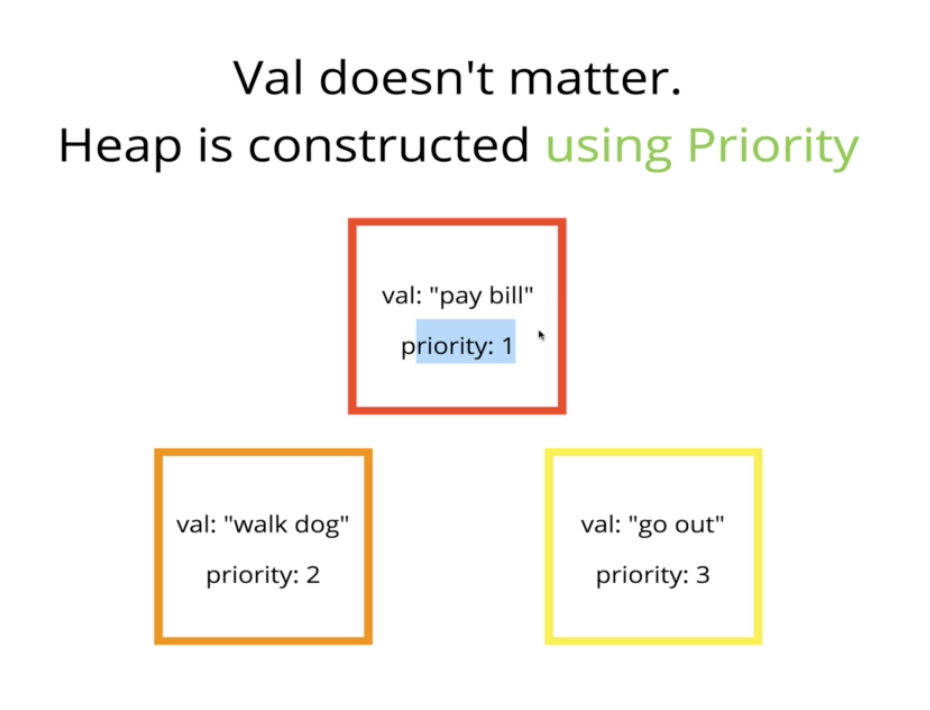 Val doesn't matter.
Heap is constructed using Priority
val: "pay bill"
priority: 1
val: "walk dog"
priority: 2
val: "go out"
priority: 3